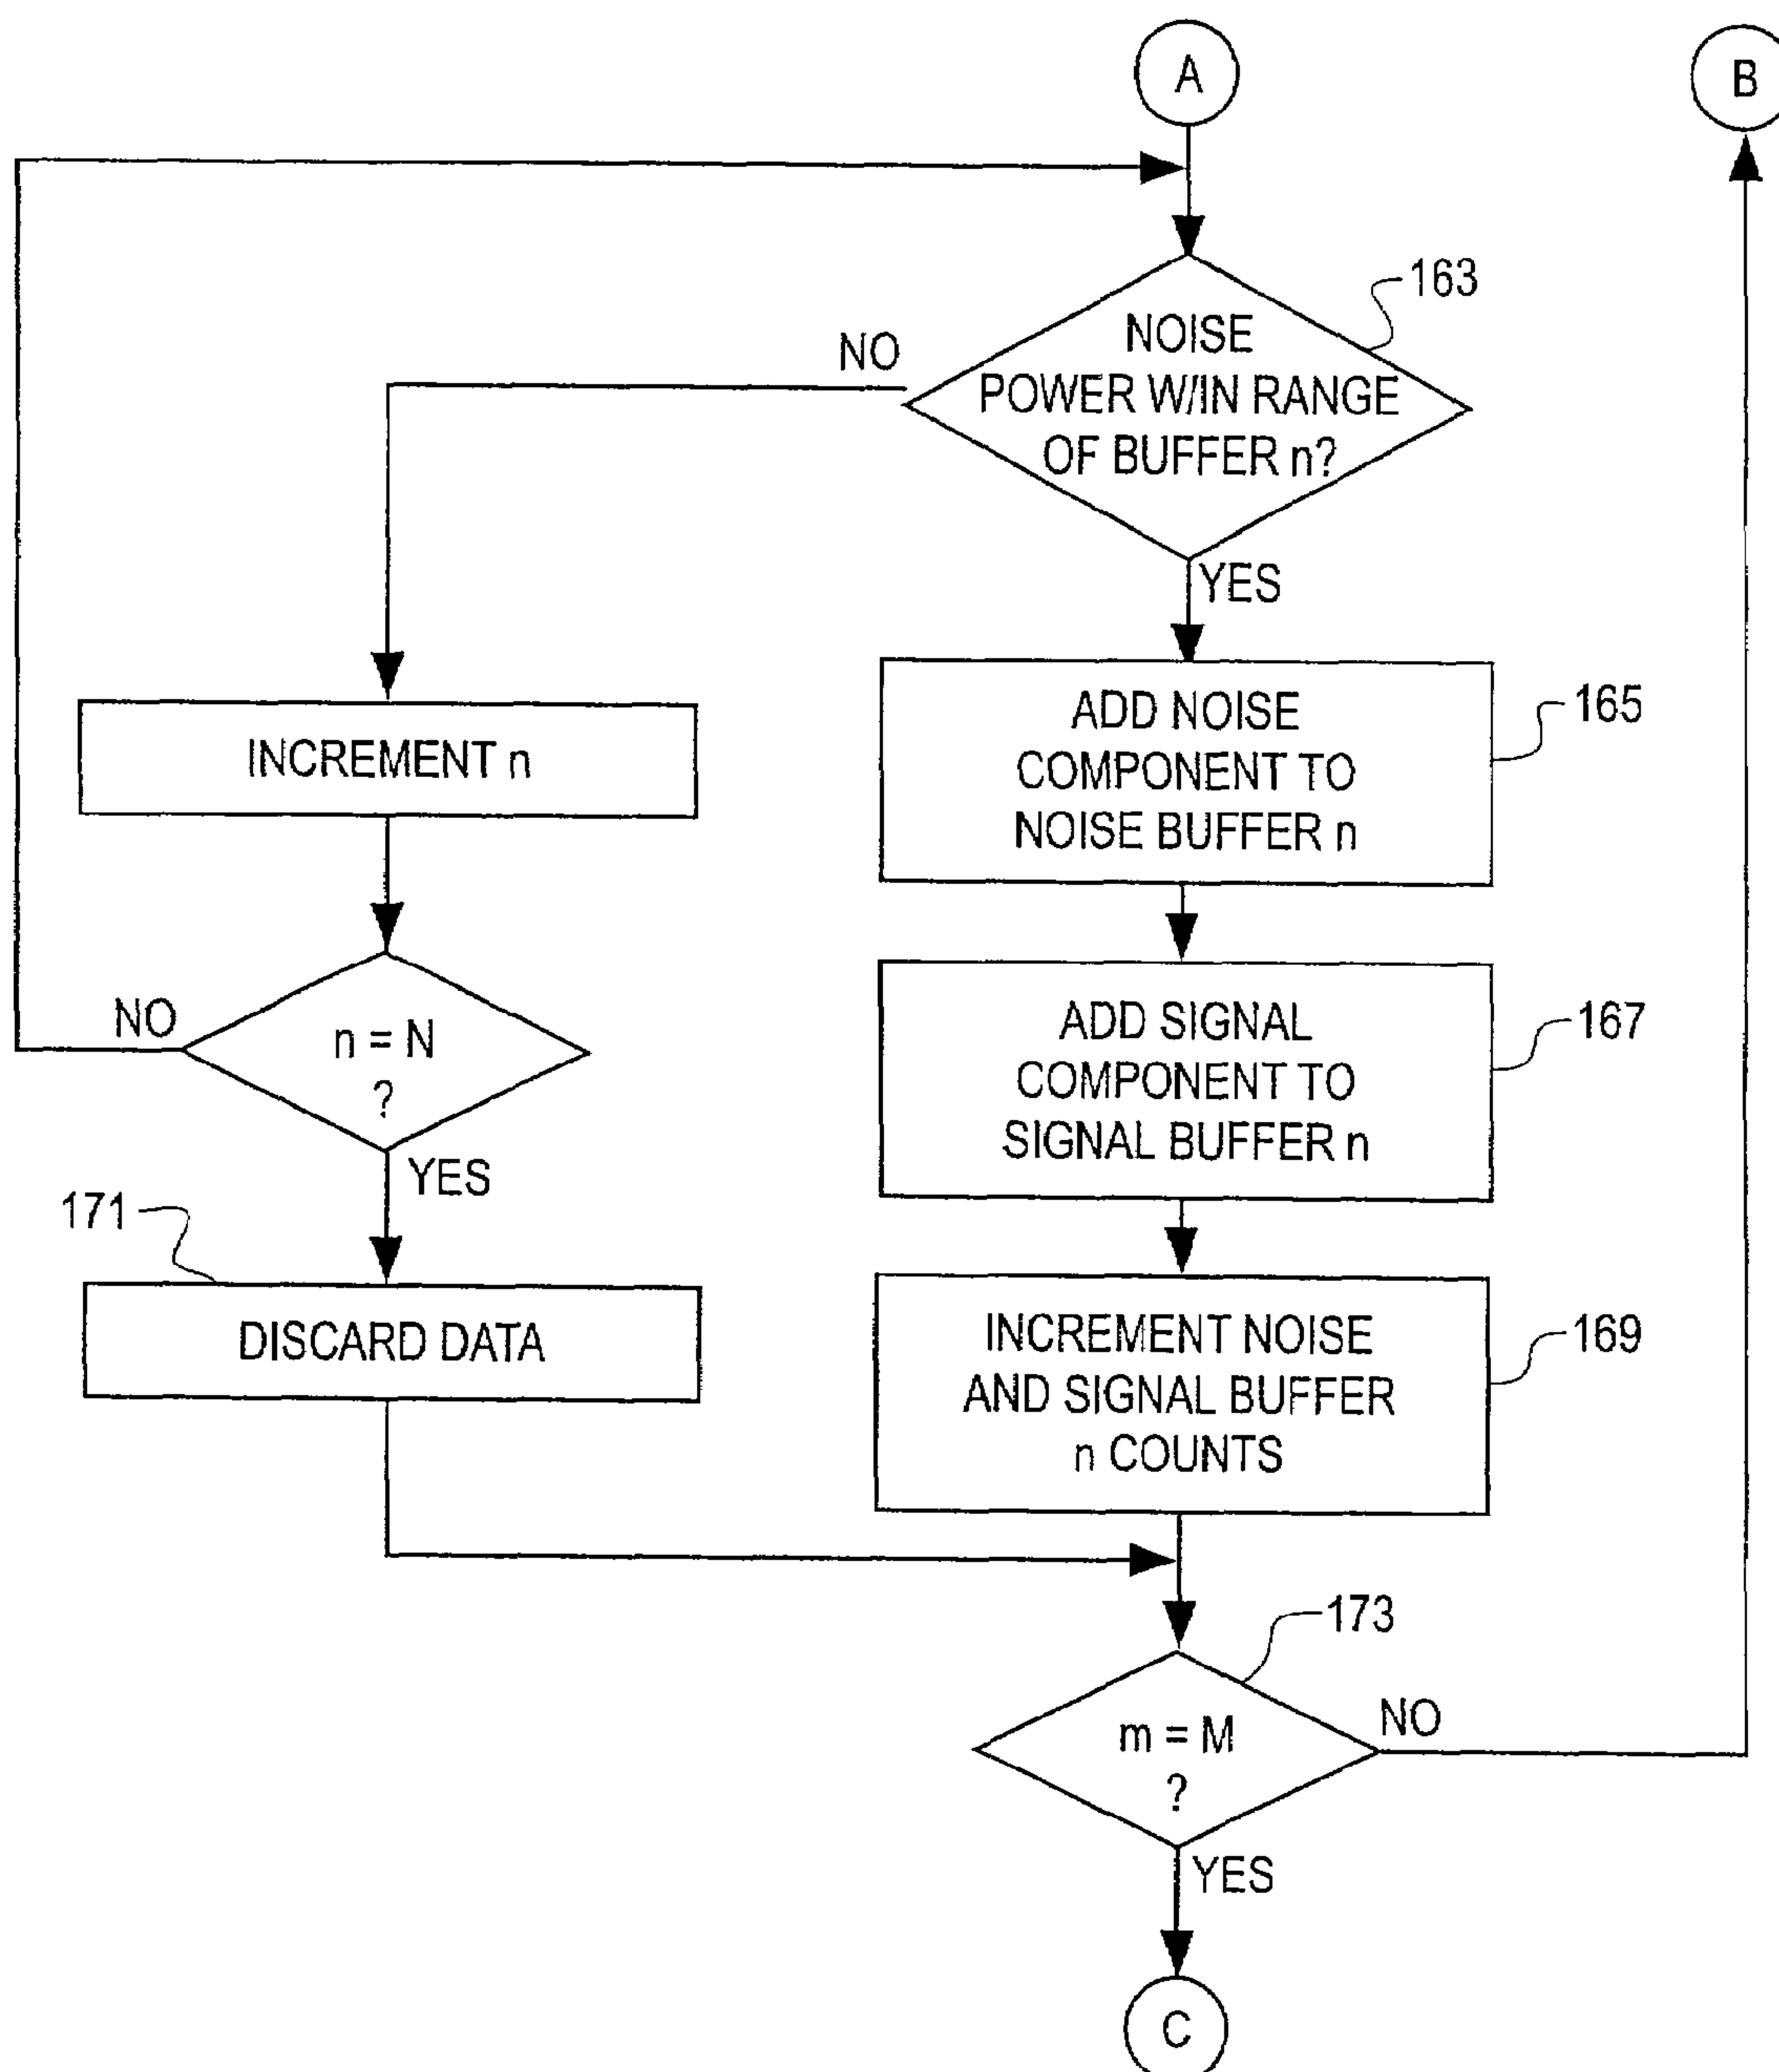 A
B
163
NOISE
POWER W/IN RANGE
OF BUFFER n?
NO
YES
INCREMENT n
ADD NOISE
COMPONENT TO
NOISE BUFFER n
165
n = N
?
NO
YES
ADD SIGNAL
COMPONENT TO
SIGNAL BUFFER n
167
171
DISCARD DATA
INCREMENT NOISE
AND SIGNAL BUFFER
n COUNTS
169
173
m = M
?
NO
YES
C